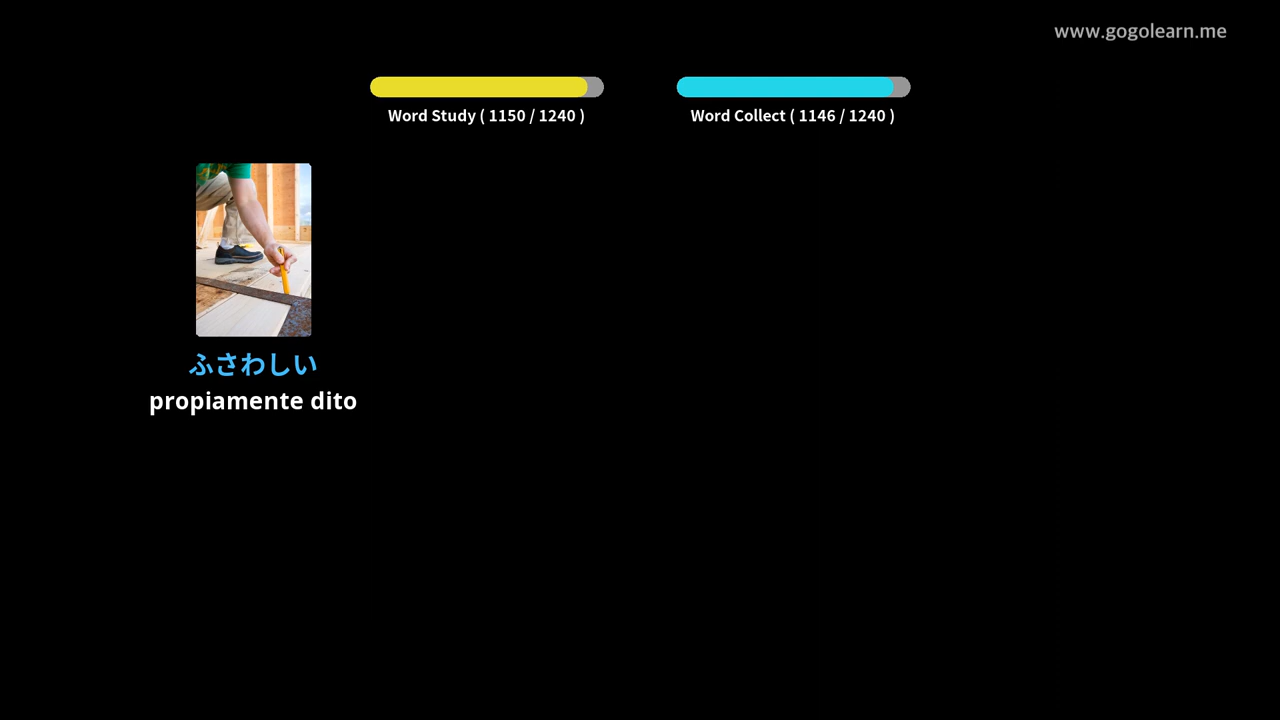 www.gogolearn.me
Word Study ( 1150 / 1240 )
Word Collect ( 1146 / 1240 )
ふさわしい
propiamente dito